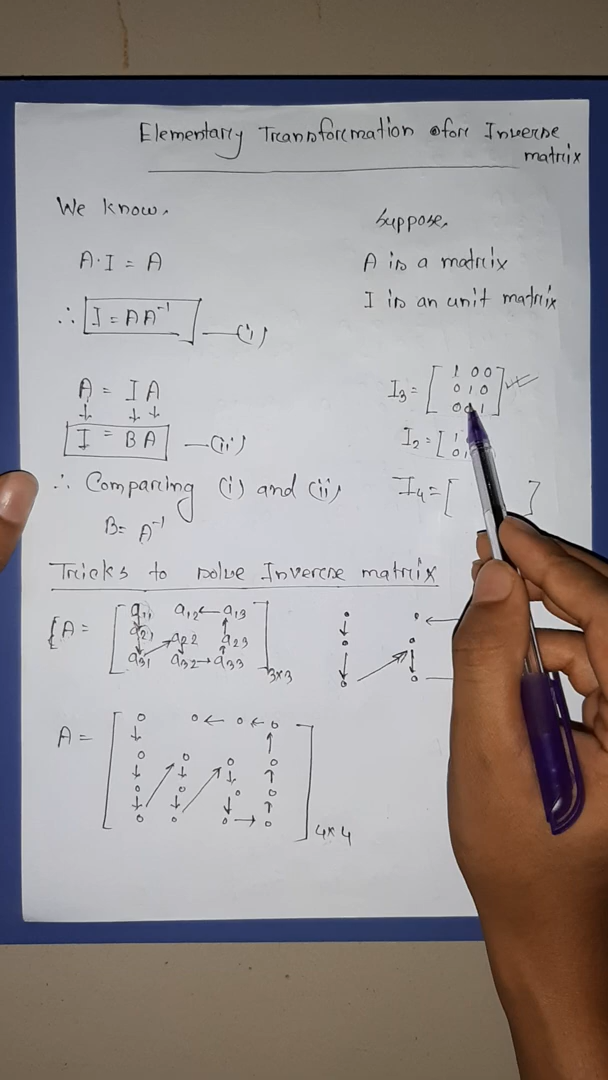 Elementary Transformation for Inverse
matrix
We know,
A·I = A
∴ I = AA⁻¹ —(i)
A = I A
↓ ↓ ↓
I = B A —(ii)
∴ Comparing (i) and (ii),
B = A⁻¹
Suppose,
A is a matrix
I is an unit matrix
I₃ = [ 1 0 0
0 1 0
0 0 1 ]
I₂ = [ 1
0
I₄ = [ ]
Tricks to solve Inverse matrix
{A = [ a₁₁ a₁₂ ← a₁₃
a₂₁ a₂₂ a₂₃
a₃₁ a₃₂ → a₃₃ ] 3×3
A = [ ] 4×4